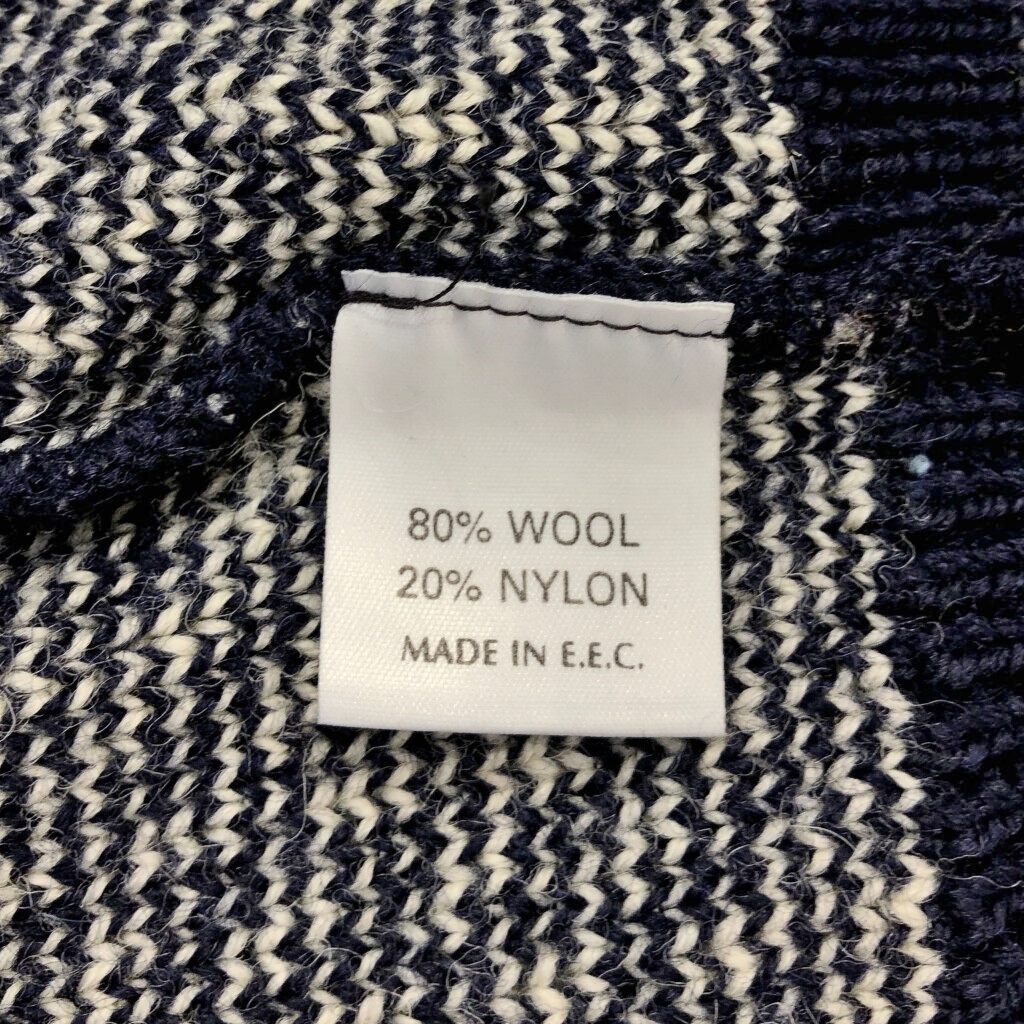 80% WOOL
20% NYLON
MADE IN E.E.C.